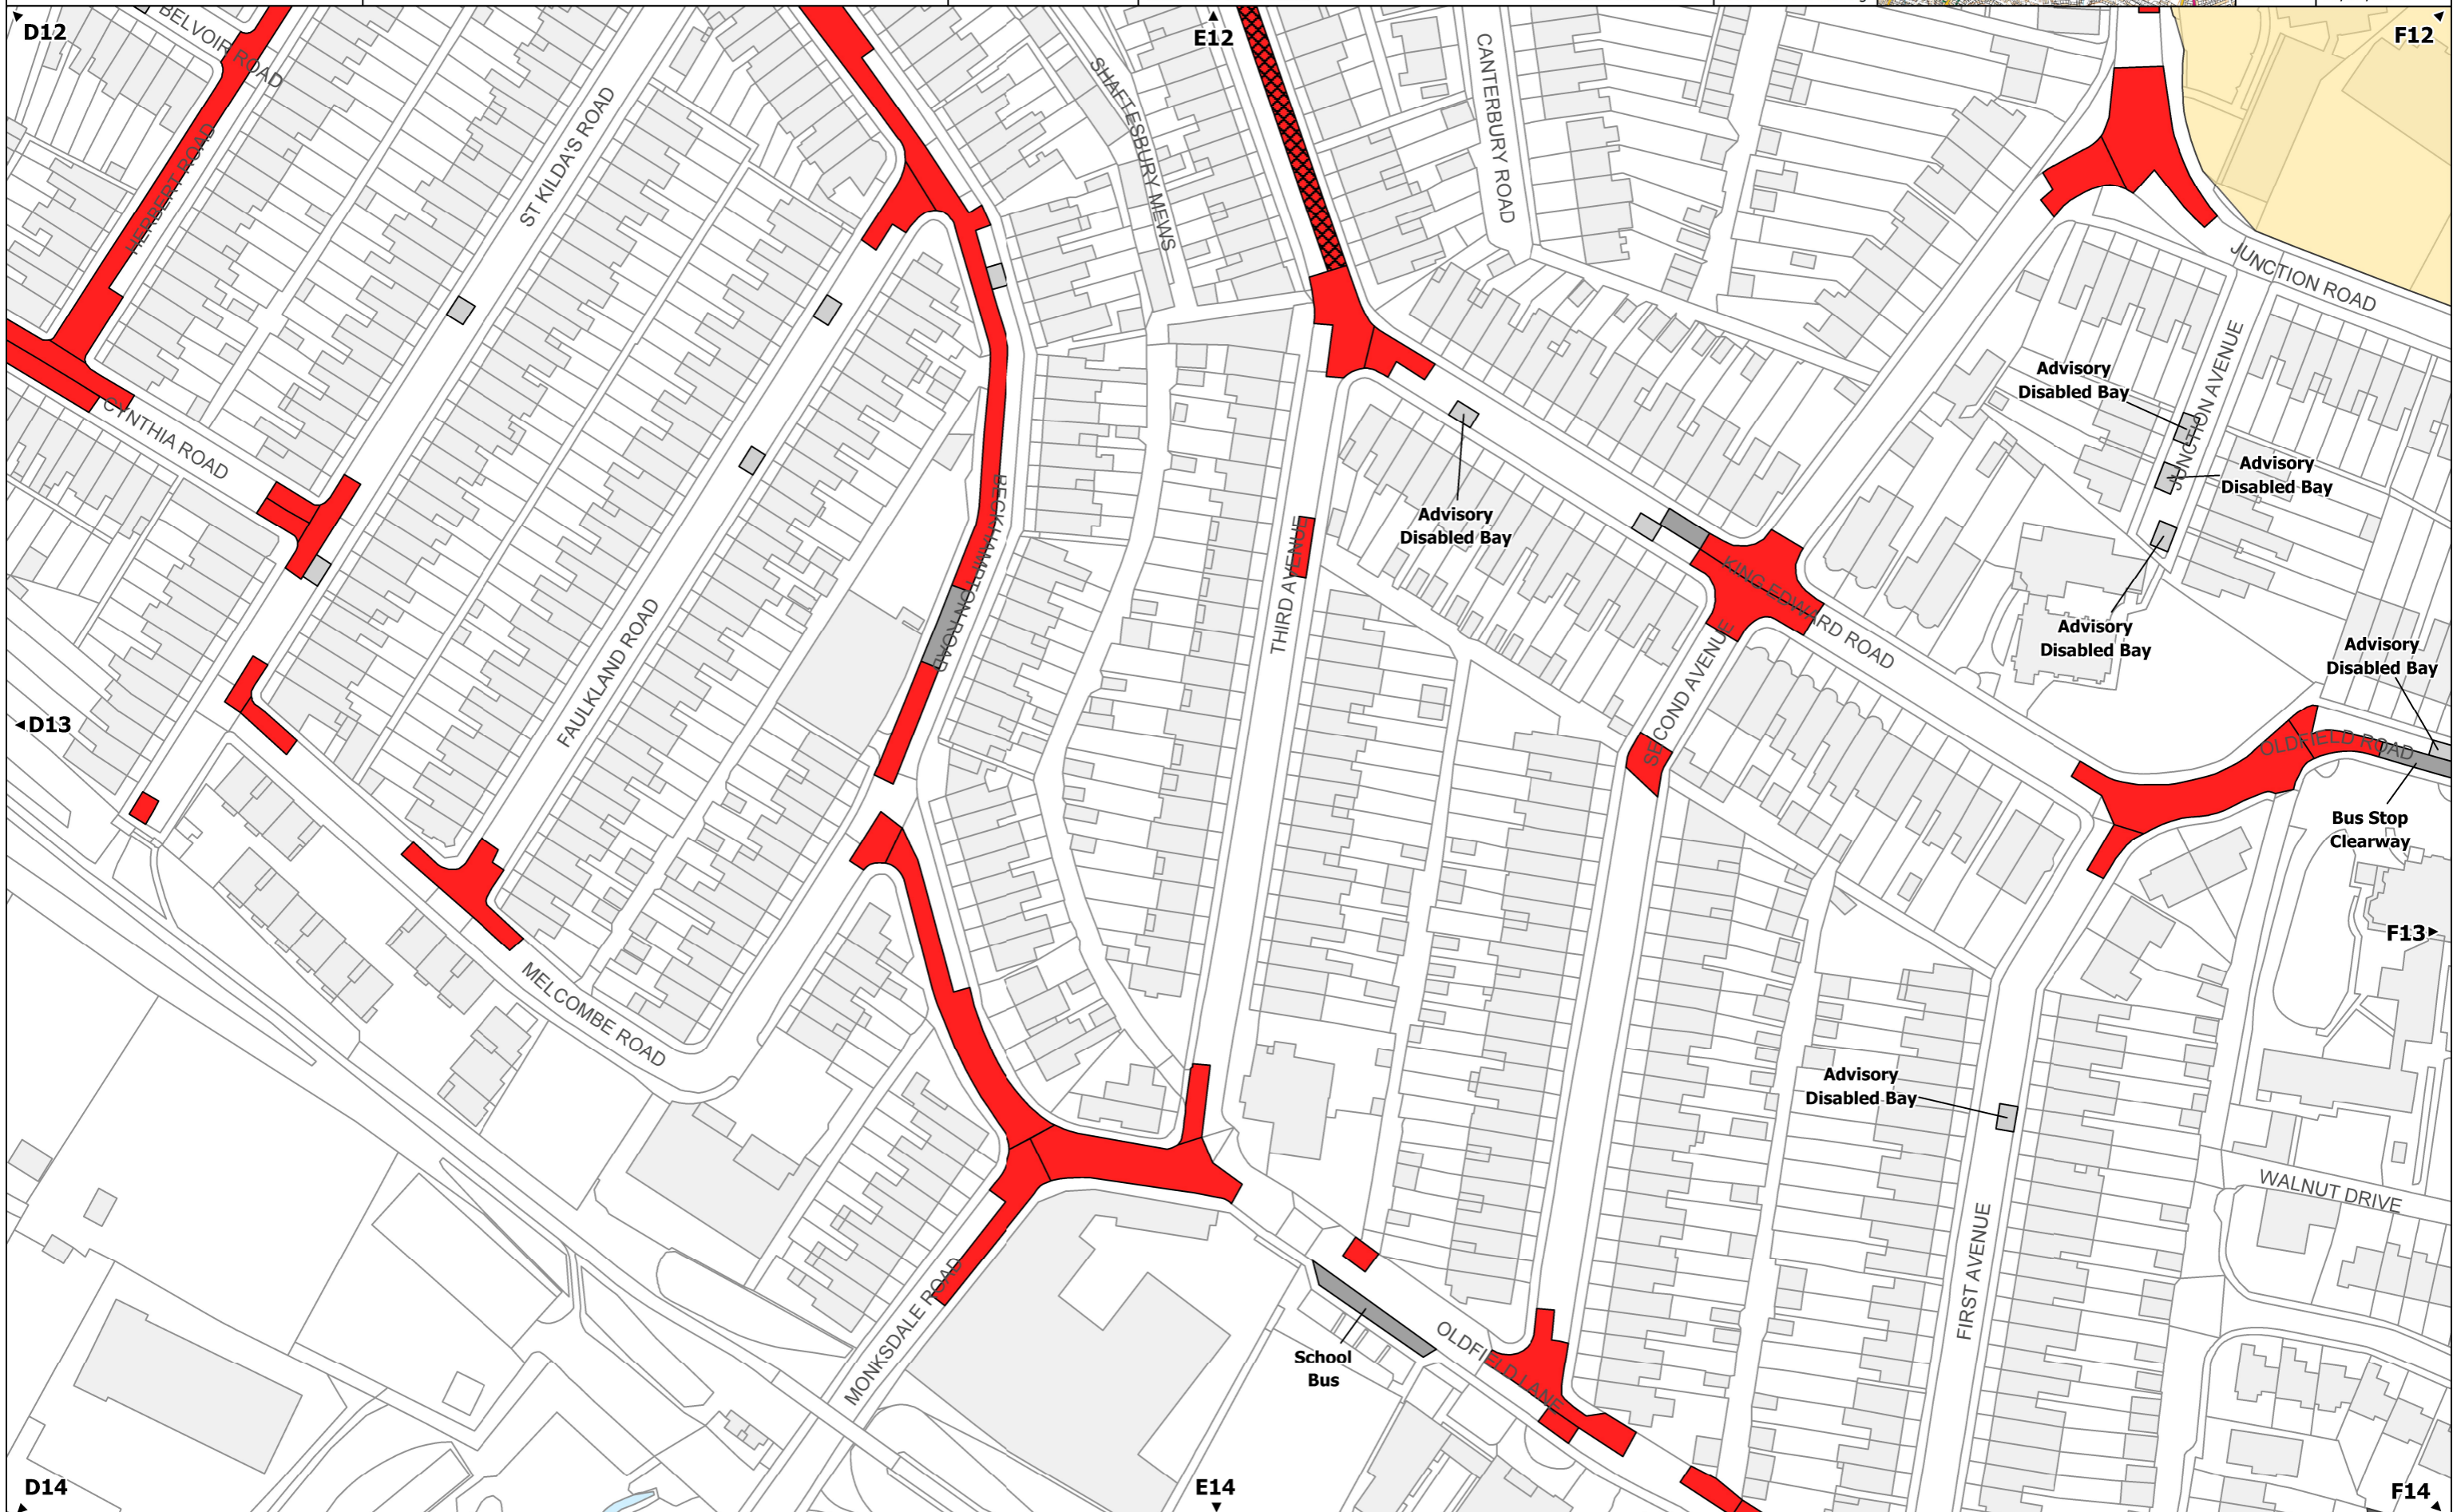 D12
BELVOIR ROAD
E12
F12
HERBERT ROAD
ST KILDA'S ROAD
SHAFTESBURY MEWS
CANTERBURY ROAD
JUNCTION ROAD
CYNTHIA ROAD
BECKHAMPTON ROAD
Advisory
Disabled Bay
JUNCTION AVENUE
Advisory
Disabled Bay
Advisory
Disabled Bay
THIRD AVENUE
KING EDWARD ROAD
Advisory
Disabled Bay
Advisory
Disabled Bay
FAULKLAND ROAD
SECOND AVENUE
D13
OLDFIELD ROAD
Bus Stop
Clearway
F13
MELCOMBE ROAD
Advisory
Disabled Bay
WALNUT DRIVE
FIRST AVENUE
MONKSDALE ROAD
School
Bus
OLDFIELD LANE
D14
E14
F14